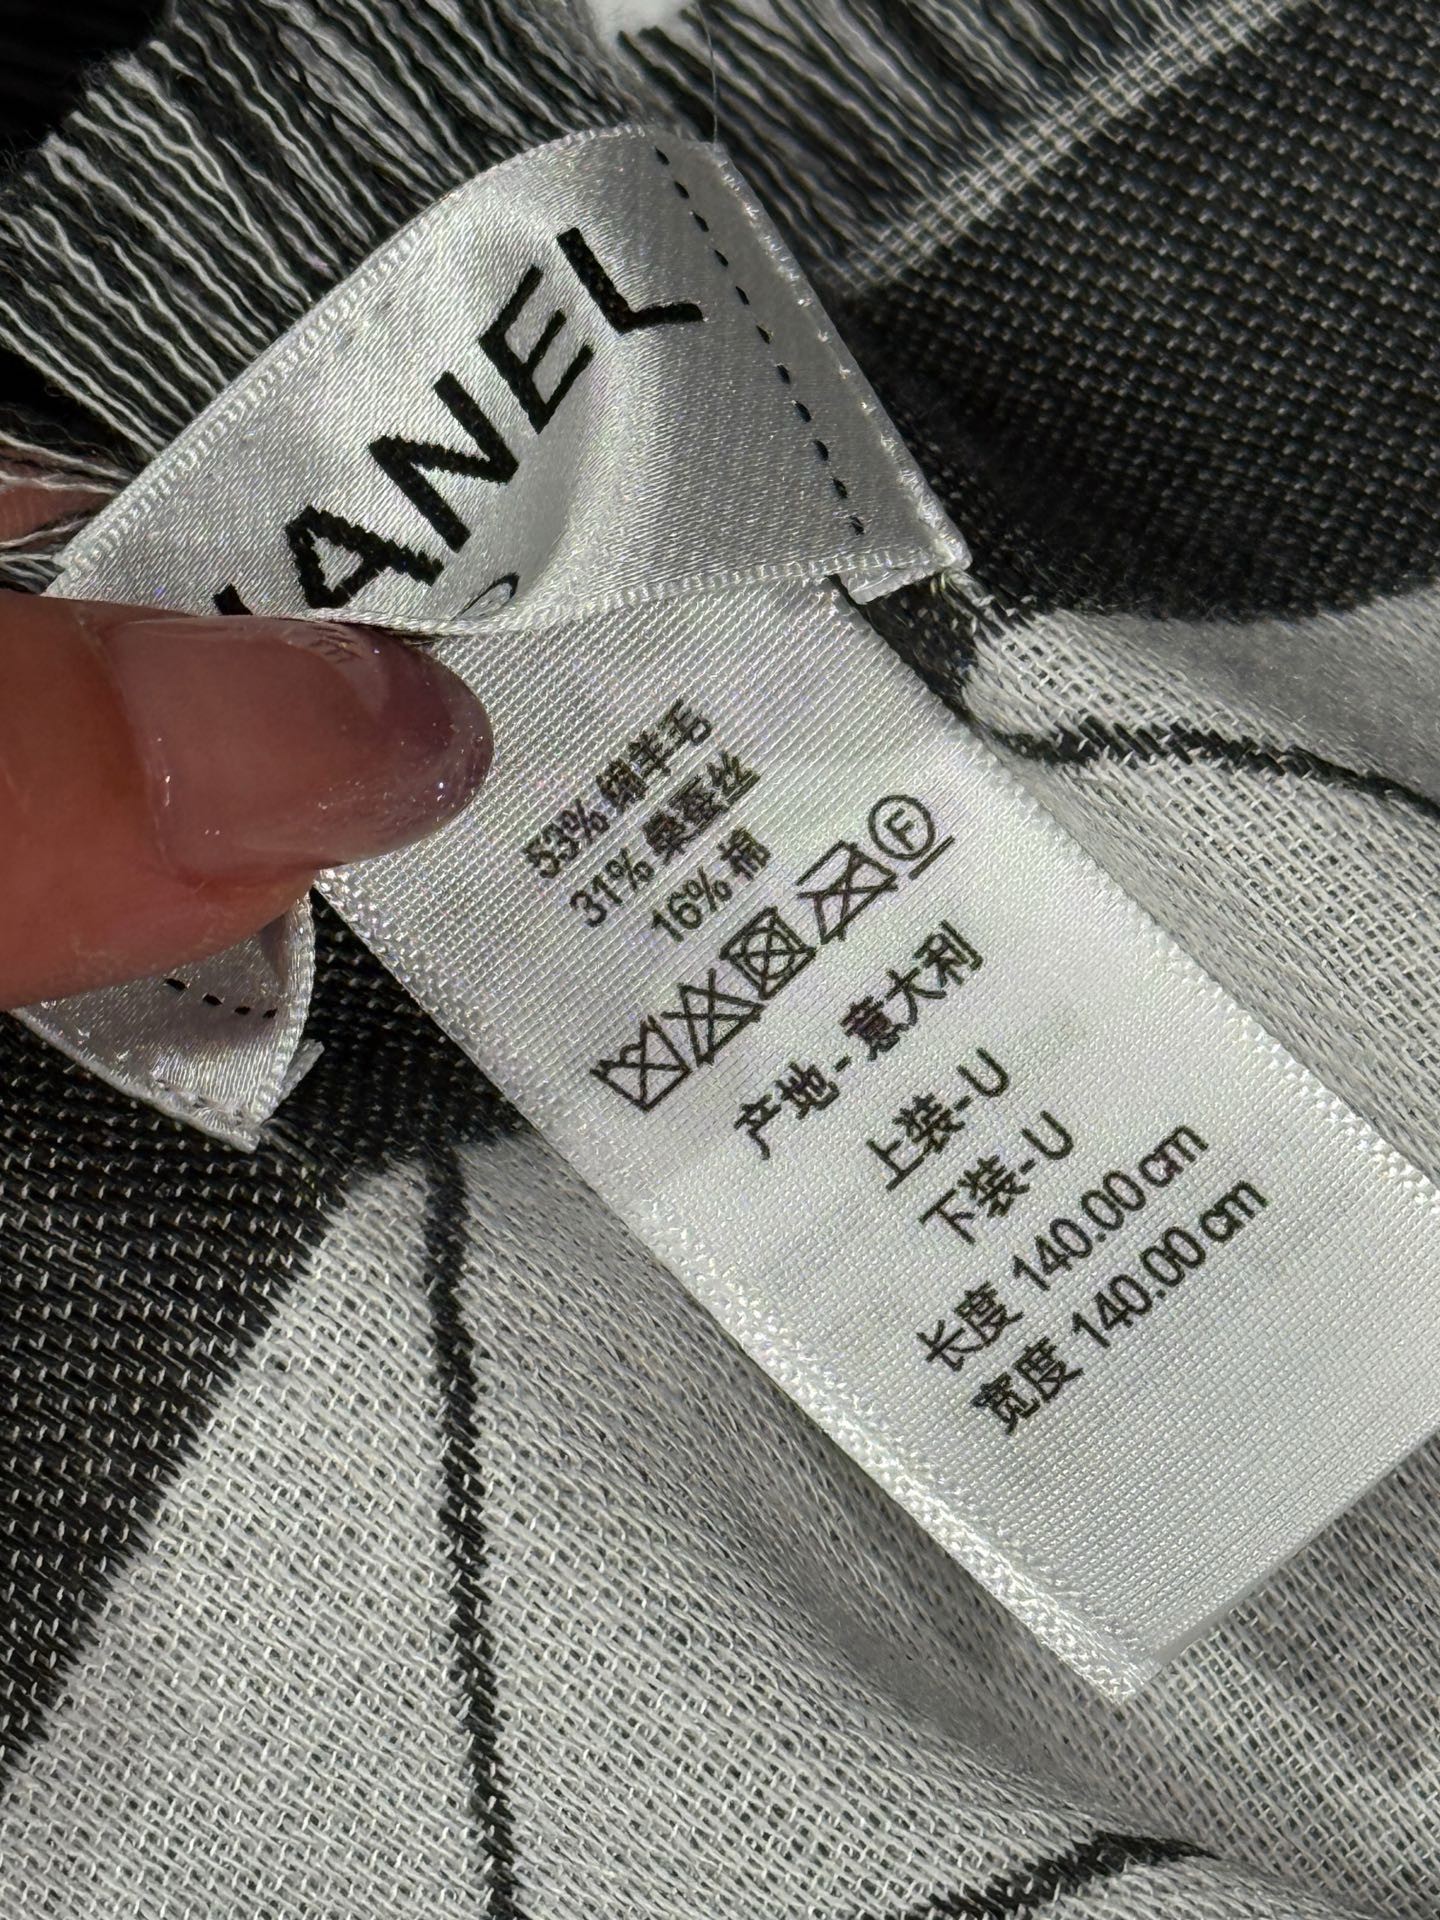 HANEL
53% 绵羊毛
31% 桑蚕丝
16% 棉
F
产地-意大利
上装-U
下装-U
长度 140.00 cm
宽度 140.00 cm